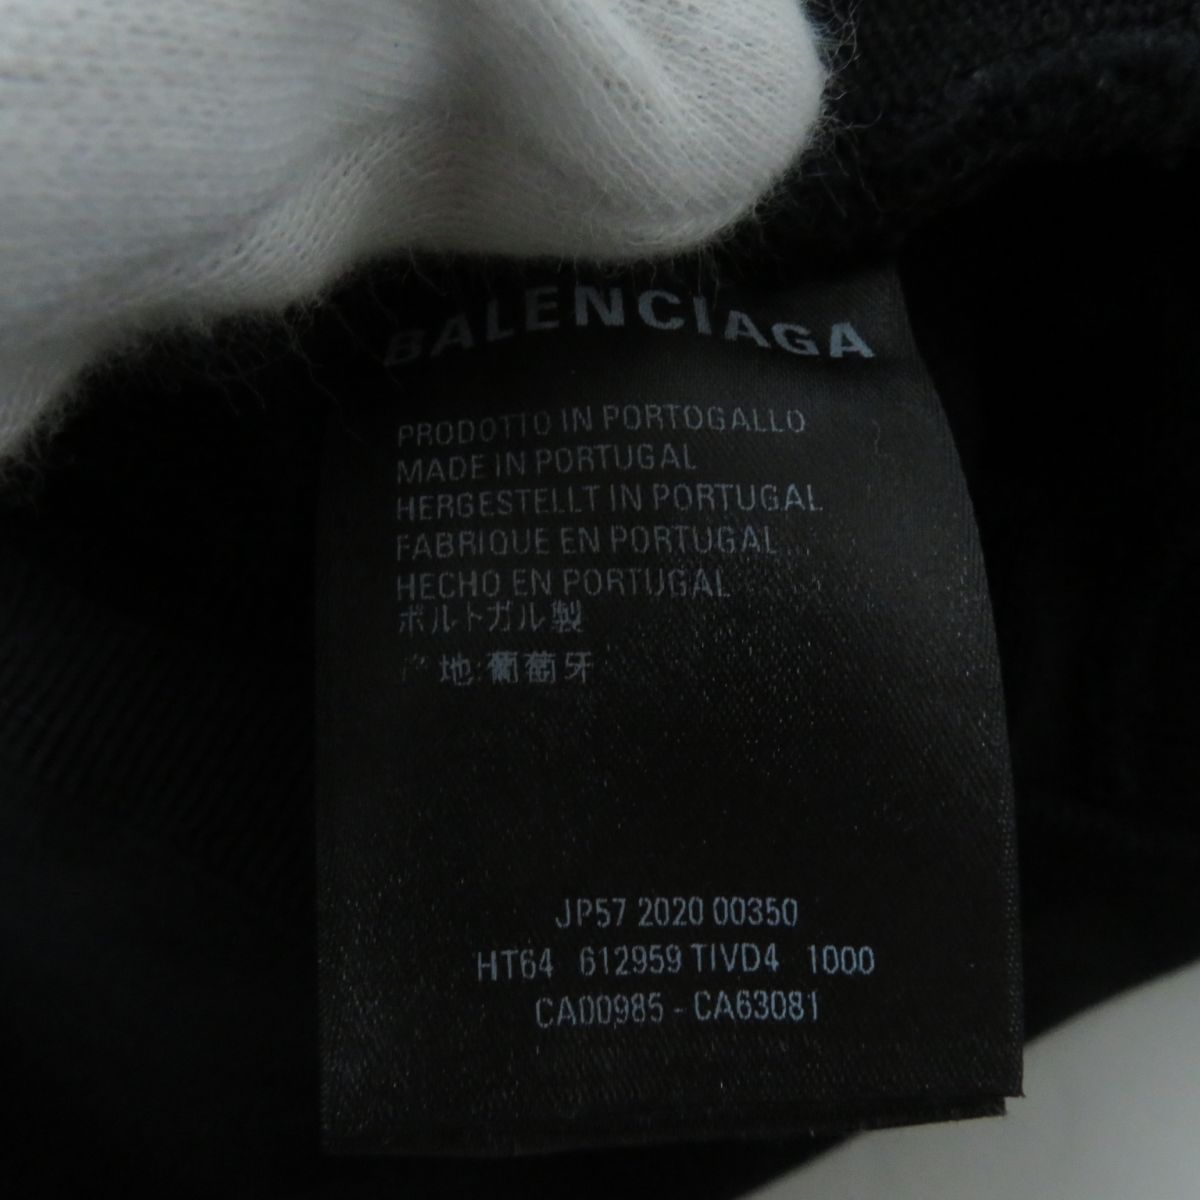 BALENCIAGA
PRODOTTO IN PORTOGALLO
MADE IN PORTUGAL
HERGESTELLT IN PORTUGAL
FABRIQUE EN PORTUGAL
HECHO EN PORTUGAL
ポルトガル製
产地:葡萄牙
JP57 2020 00350
HT64 612959 TIVD4 1000
CA00985 - CA63081